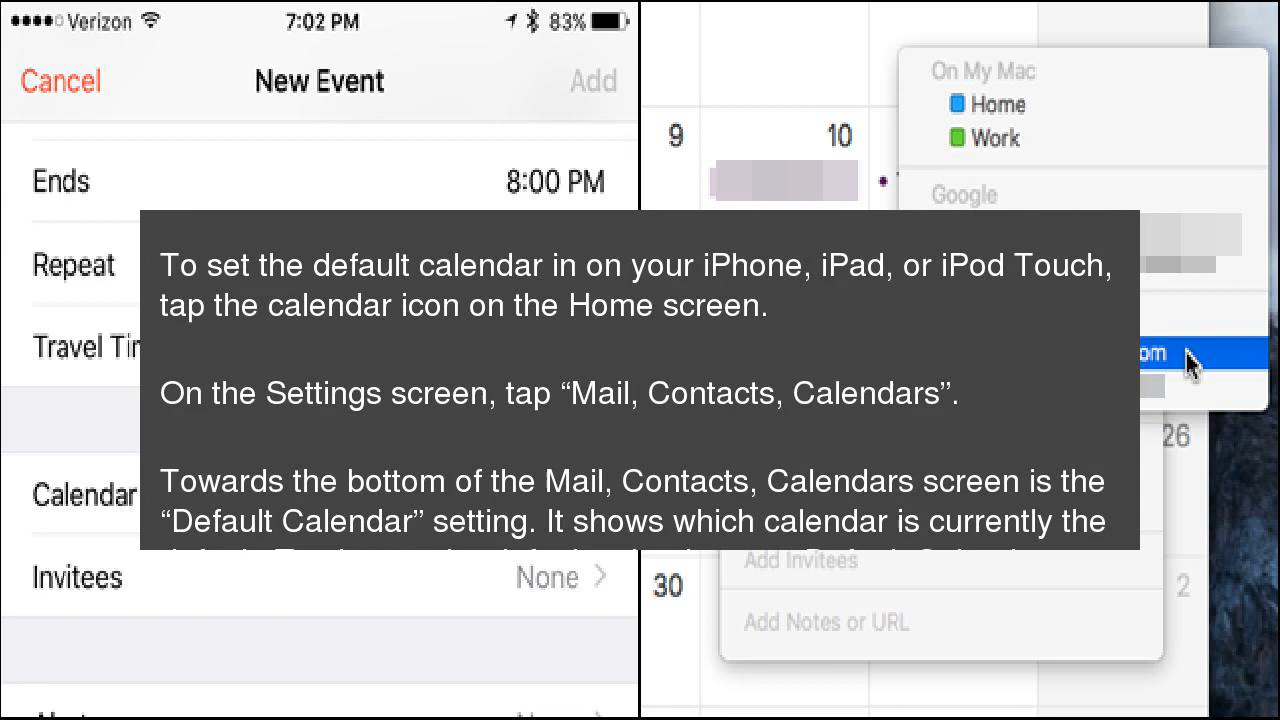 Verizon 7:02 PM 83%
Cancel New Event Add
Ends 8:00 PM
Repeat
Travel Tir
Calendar
Invitees None
On My Mac
Home
Work
Google
9 10
om
26
To set the default calendar in on your iPhone, iPad, or iPod Touch,
tap the calendar icon on the Home screen.
On the Settings screen, tap “Mail, Contacts, Calendars”.
Towards the bottom of the Mail, Contacts, Calendars screen is the
“Default Calendar” setting. It shows which calendar is currently the
Add Invitees
30 2
Add Notes or URL